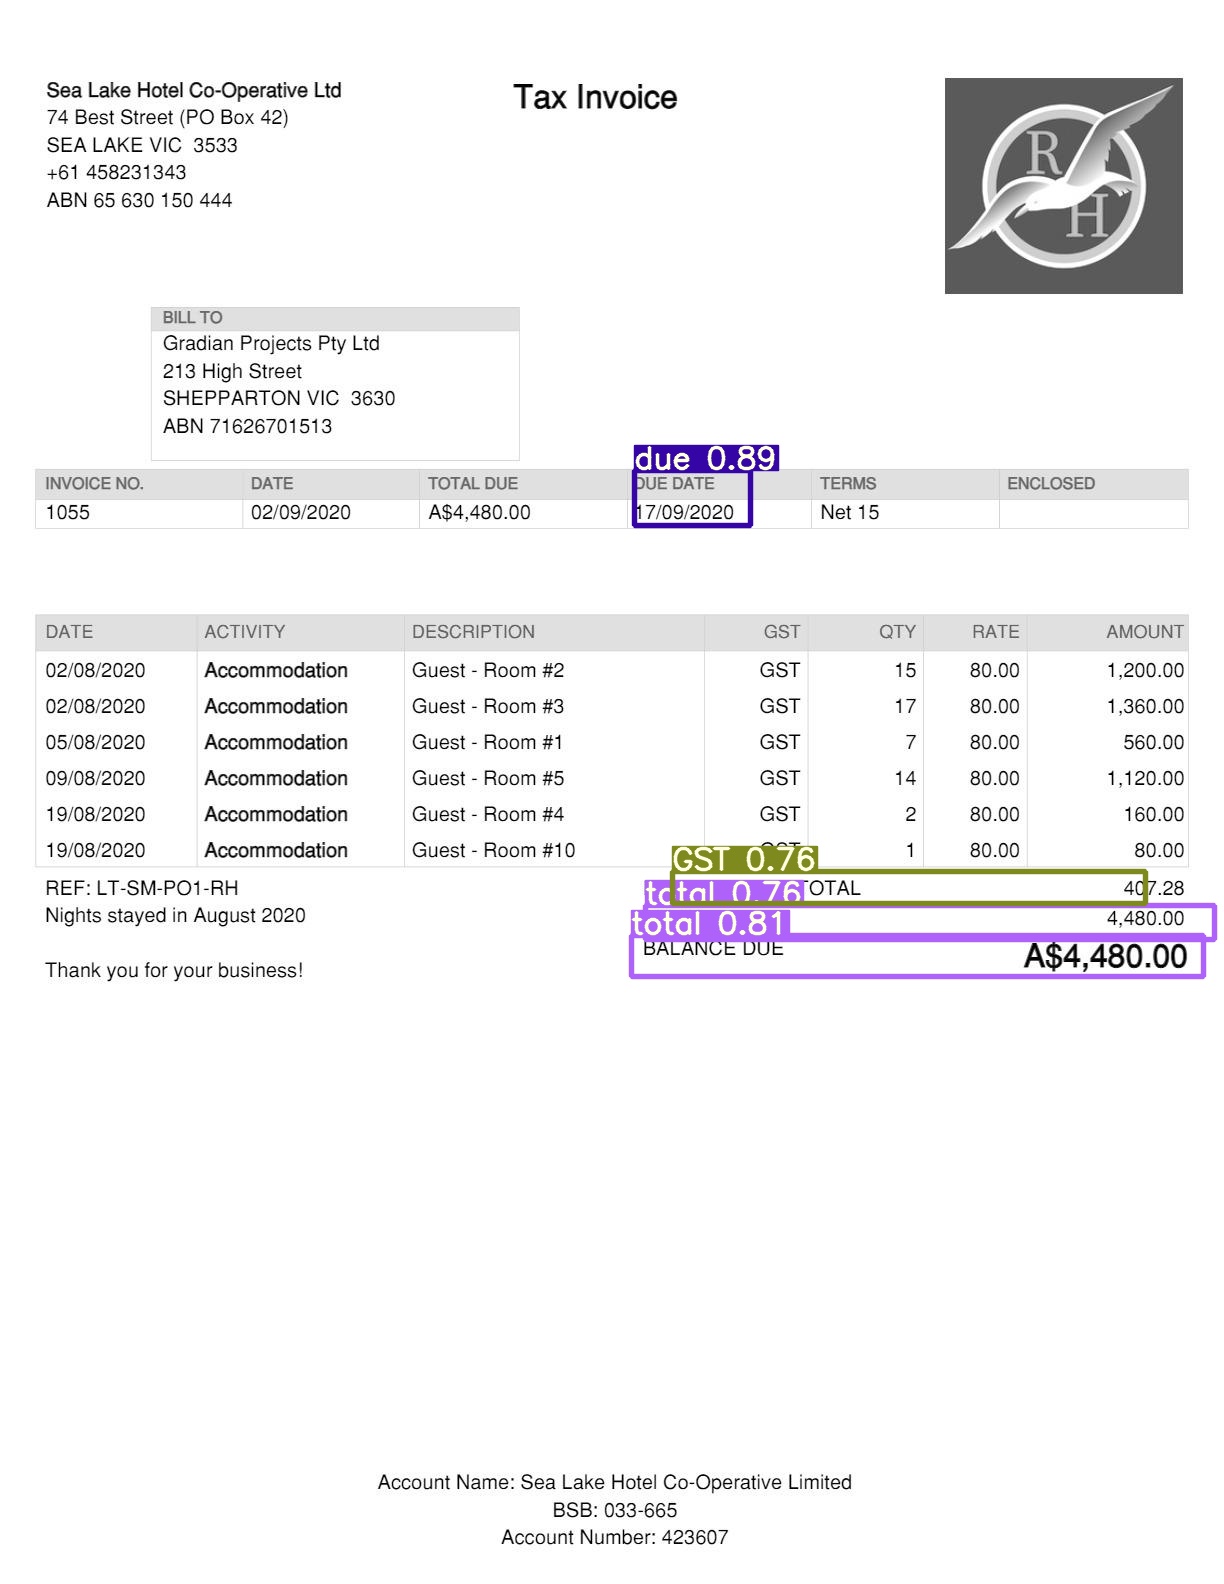 Sea Lake Hotel Co-Operative Ltd
74 Best Street (PO Box 42)
SEA LAKE VIC  3533
+61 458231343
ABN 65 630 150 444
Tax Invoice
R
H
BILL TO
Gradian Projects Pty Ltd
213 High Street
SHEPPARTON VIC  3630
ABN 71626701513
due 0.89
INVOICE NO. DATE TOTAL DUE DUE DATE TERMS ENCLOSED
1055 02/09/2020 A$4,480.00 17/09/2020 Net 15
DATE ACTIVITY DESCRIPTION GST QTY RATE AMOUNT
02/08/2020 Accommodation Guest - Room #2 GST 15 80.00 1,200.00
02/08/2020 Accommodation Guest - Room #3 GST 17 80.00 1,360.00
05/08/2020 Accommodation Guest - Room #1 GST 7 80.00 560.00
09/08/2020 Accommodation Guest - Room #5 GST 14 80.00 1,120.00
19/08/2020 Accommodation Guest - Room #4 GST 2 80.00 160.00
19/08/2020 Accommodation Guest - Room #10 GST 1 80.00 80.00
GST 0.76
REF: LT-SM-PO1-RH total 0.76 TOTAL 407.28
Nights stayed in August 2020 total 0.81 4,480.00
BALANCE DUE A$4,480.00
Thank you for your business!
Account Name: Sea Lake Hotel Co-Operative Limited
BSB: 033-665
Account Number: 423607